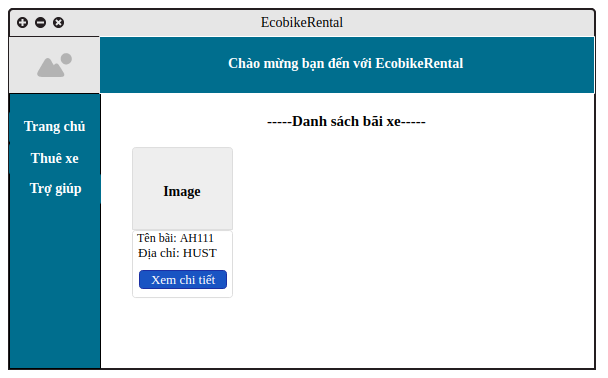 EcobikeRental
Chào mừng bạn đến với EcobikeRental
Trang chủ
Thuê xe
Trợ giúp
-----Danh sách bãi xe-----
Image
Tên bãi: AH111
Địa chỉ: HUST
Xem chi tiết